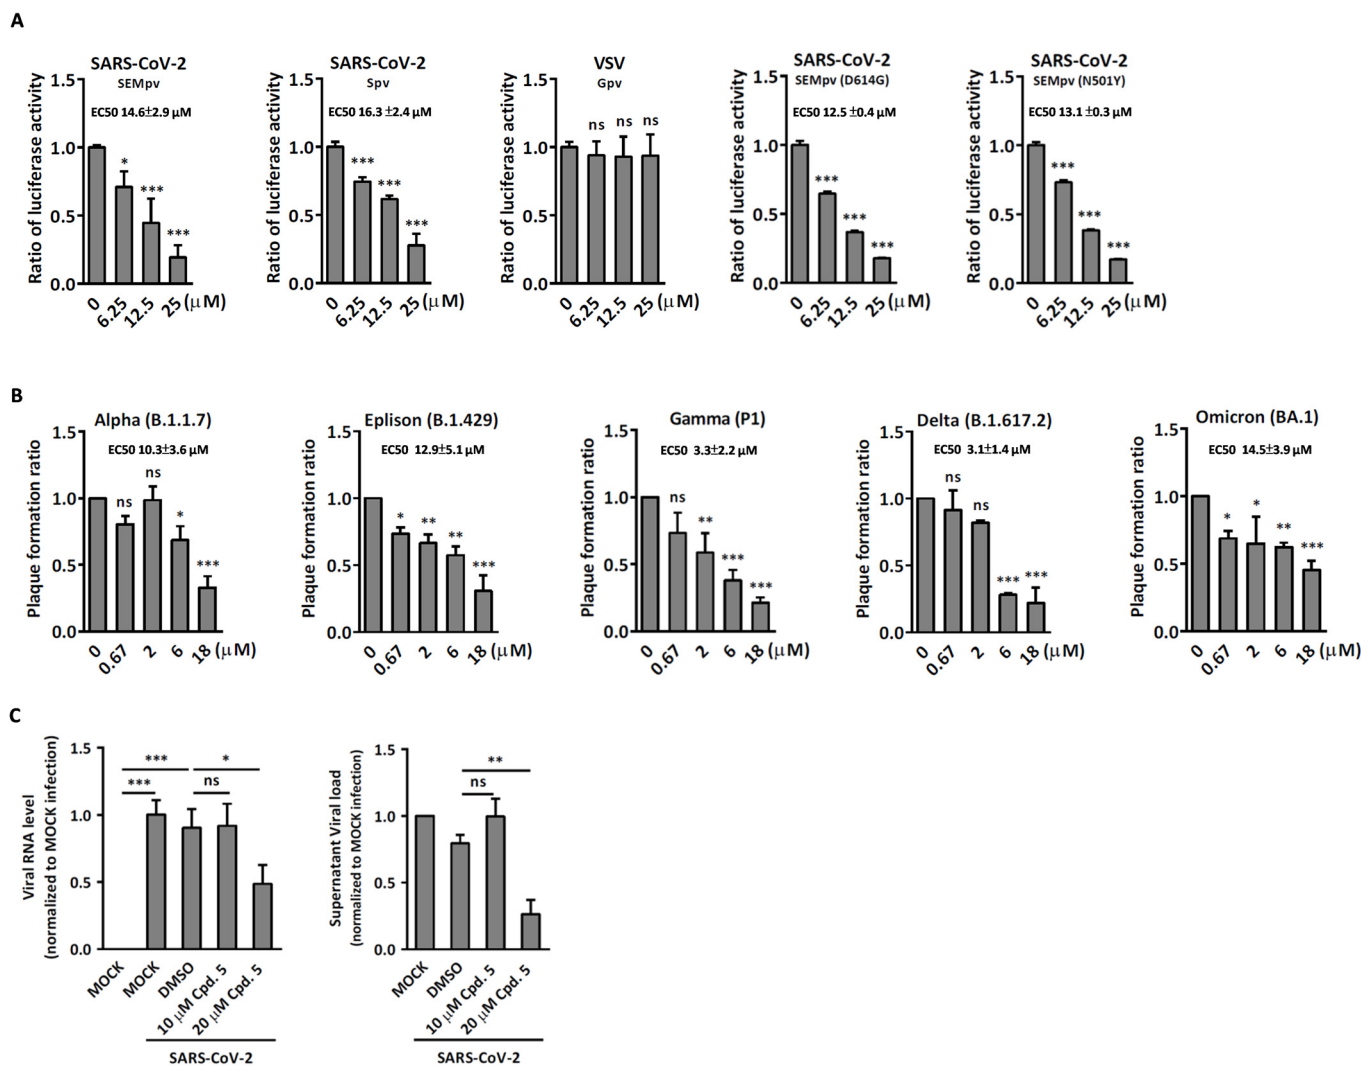 A
SARS-CoV-2
SEMpv
EC50 14.6±2.9 µM
Ratio of luciferase activity
1.5
1.0
0.5
0.0
*
***
***
0
6.25
12.5
25 (µM)
SARS-CoV-2
Spv
EC50 16.3 ±2.4 µM
Ratio of luciferase activity
1.5
1.0
0.5
0.0
***
***
***
0
6.25
12.5
25 (µM)
VSV
Gpv
Ratio of luciferase activity
1.5
1.0
0.5
0.0
ns
ns
ns
0
6.25
12.5
25 (µM)
SARS-CoV-2
SEMpv (D614G)
EC50 12.5 ±0.4 µM
Ratio of luciferase activity
1.5
1.0
0.5
0.0
***
***
***
0
6.25
12.5
25 (µM)
SARS-CoV-2
SEMpv (N501Y)
EC50 13.1 ±0.3 µM
Ratio of luciferase activity
1.5
1.0
0.5
0.0
***
***
***
0
6.25
12.5
25 (µM)
B
Alpha (B.1.1.7)
EC50 10.3±3.6 µM
Plaque formation ratio
1.5
1.0
0.5
0.0
ns
ns
*
***
0
0.67
2
6
18 (µM)
Eplison (B.1.429)
EC50 12.9±5.1 µM
Plaque formation ratio
1.5
1.0
0.5
0.0
*
**
**
***
0
0.67
2
6
18 (µM)
Gamma (P1)
EC50 3.3±2.2 µM
Plaque formation ratio
1.5
1.0
0.5
0.0
ns
**
***
***
0
0.67
2
6
18 (µM)
Delta (B.1.617.2)
EC50 3.1±1.4 µM
Plaque formation ratio
1.5
1.0
0.5
0.0
ns
ns
***
***
0
0.67
2
6
18 (µM)
Omicron (BA.1)
EC50 14.5±3.9 µM
Plaque formation ratio
1.5
1.0
0.5
0.0
*
*
**
***
0
0.67
2
6
18 (µM)
C
Viral RNA level
(normalized to MOCK infection)
1.5
1.0
0.5
0.0
***
*
***
ns
MOCK
MOCK
DMSO
10 µM Cpd. 5
20 µM Cpd. 5
SARS-CoV-2
Supernatant Viral load
(normalized to MOCK infection)
1.5
1.0
0.5
0.0
**
ns
MOCK
DMSO
10 µM Cpd. 5
20 µM Cpd. 5
SARS-CoV-2